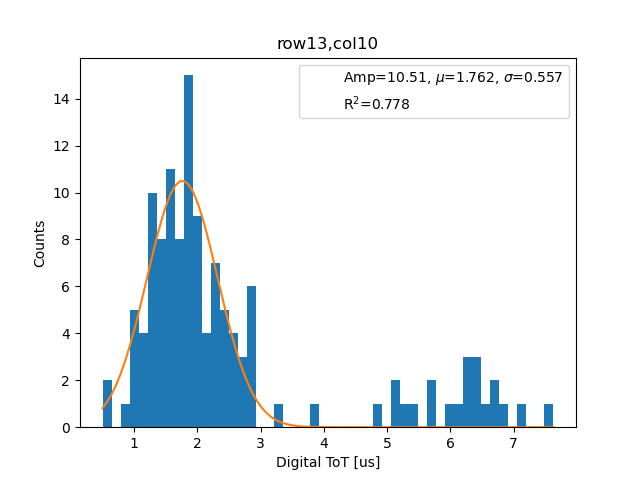 row13,col10
Amp=10.51, μ=1.762, σ=0.557
R²=0.778
14
12
10
8
6
4
2
0
Counts
1 2 3 4 5 6 7
Digital ToT [us]